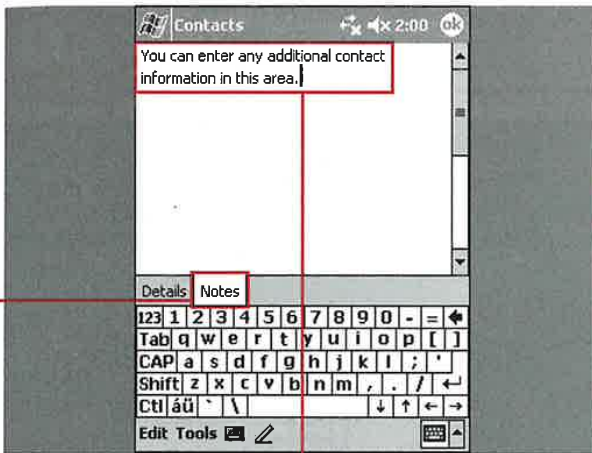 Contacts 2:00 ok
You can enter any additional contact
information in this area.
Details Notes
123 1 2 3 4 5 6 7 8 9 0 - =
Tab q w e r t y u i o p [ ]
CAP a s d f g h j k l ; '
Shift z x c v b n m , . /
Ctl áü ` \
Edit Tools